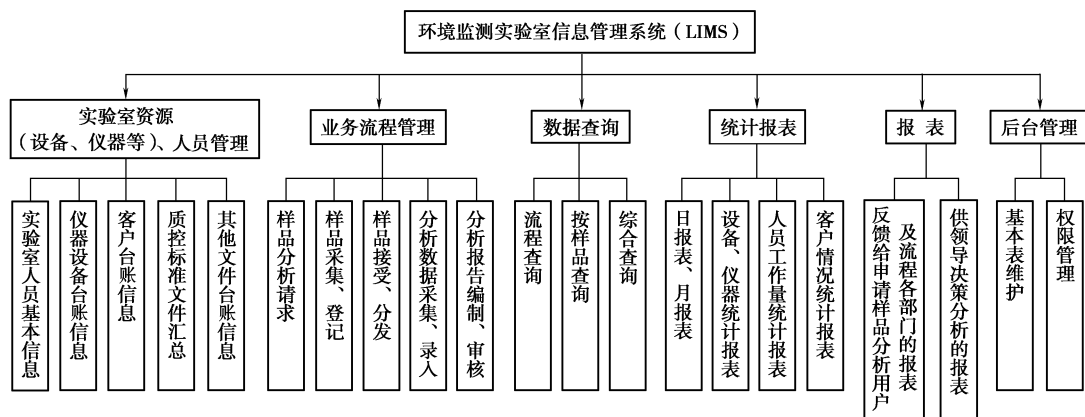 环境监测实验室信息管理系统（LIMS）
实验室资源
（设备、仪器等）、人员管理
业务流程管理
数据查询
统计报表
报 表
后台管理
实验室人员基本信息
仪器设备台账信息
客户台账信息
质控标准文件汇总
其他文件台账信息
样品分析请求
样品采集、登记
样品接受、分发
分析数据采集、录入
分析报告编制、审核
流程查询
按样品查询
综合查询
日报表、月报表
设备、仪器统计报表
人员工作量统计报表
客户情况统计报表
反馈给申请样品分析用户
及流程各部门的报表
供领导决策分析的报表
基本表维护
权限管理